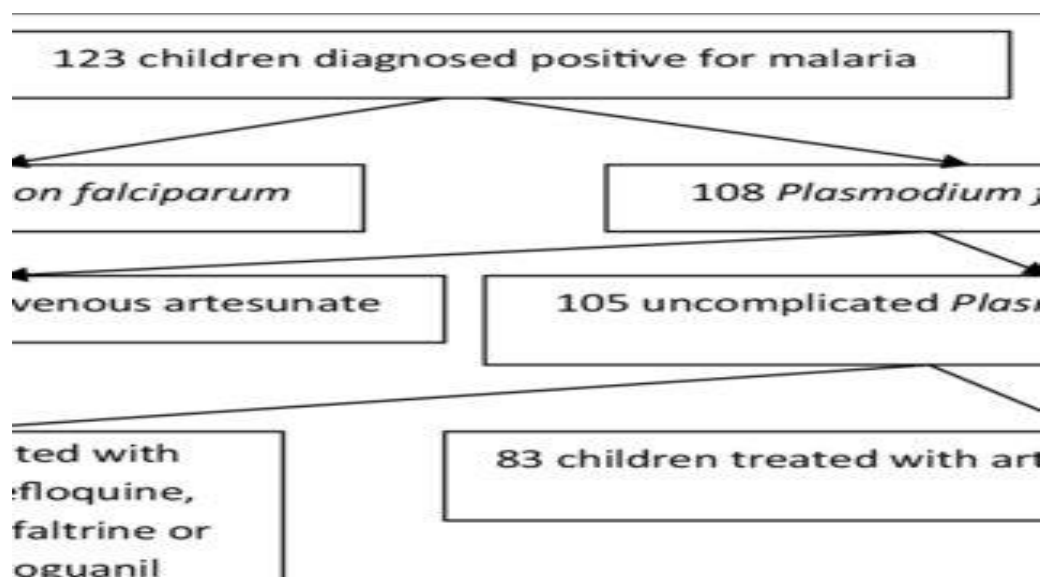 123 children diagnosed positive for malaria
on falciparum
108 Plasmodium
venous artesunate
105 uncomplicated Plas
ted with
efloquine,
faltrine or
oguanil
83 children treated with art